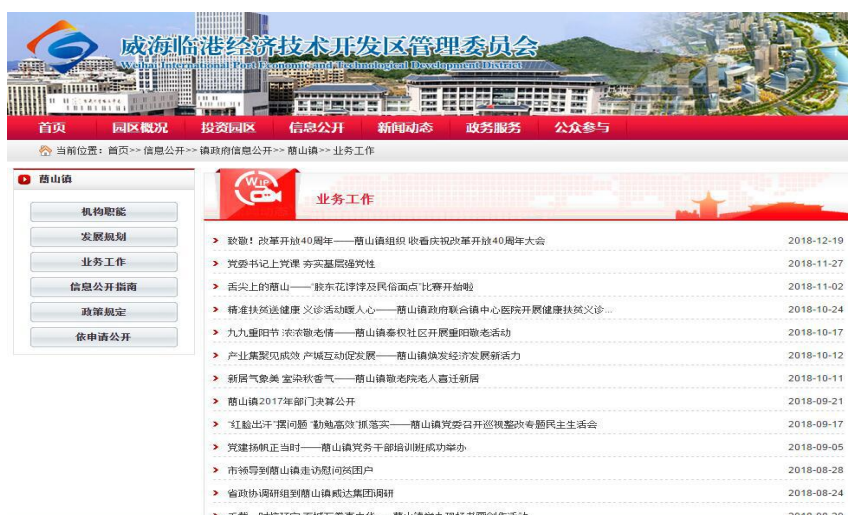 威海临港经济技术开发区管理委员会
Weihai International Port Economic and Technological Development District
首页 园区概况 投资园区 信息公开 新闻动态 政务服务 公众参与
当前位置：首页>>信息公开>>镇政府信息公开>>蔄山镇>>业务工作
蔄山镇
机构职能
发展规划
业务工作
信息公开指南
政策规定
依申请公开
WIP
业务工作
致敬！改革开放40周年——蔄山镇组织 收看庆祝改革开放40周年大会 2018-12-19
党委书记上党课 夯实基层强党性 2018-11-27
舌尖上的蔄山——“胶东花饽饽及民俗面点”比赛开始啦 2018-11-02
精准扶贫送健康 义诊活动暖人心——蔄山镇政府联合镇中心医院开展健康扶贫义诊... 2018-10-24
九九重阳节 浓浓敬老情——蔄山镇泰权社区开展重阳敬老活动 2018-10-17
产业集聚见成效 产城互动促发展——蔄山镇焕发经济发展新活力 2018-10-12
新居气象美 室染秋香气——蔄山镇敬老院老人喜迁新居 2018-10-11
蔄山镇2017年部门决算公开 2018-09-21
“红脸出汗”摆问题 “勤勉高效”抓落实——蔄山镇党委召开巡视整改专题民主生活会 2018-09-17
党建扬帆正当时——蔄山镇党务干部培训班成功举办 2018-09-05
市领导到蔄山镇走访慰问贫困户 2018-08-28
省政协调研组到蔄山镇威达集团调研 2018-08-24